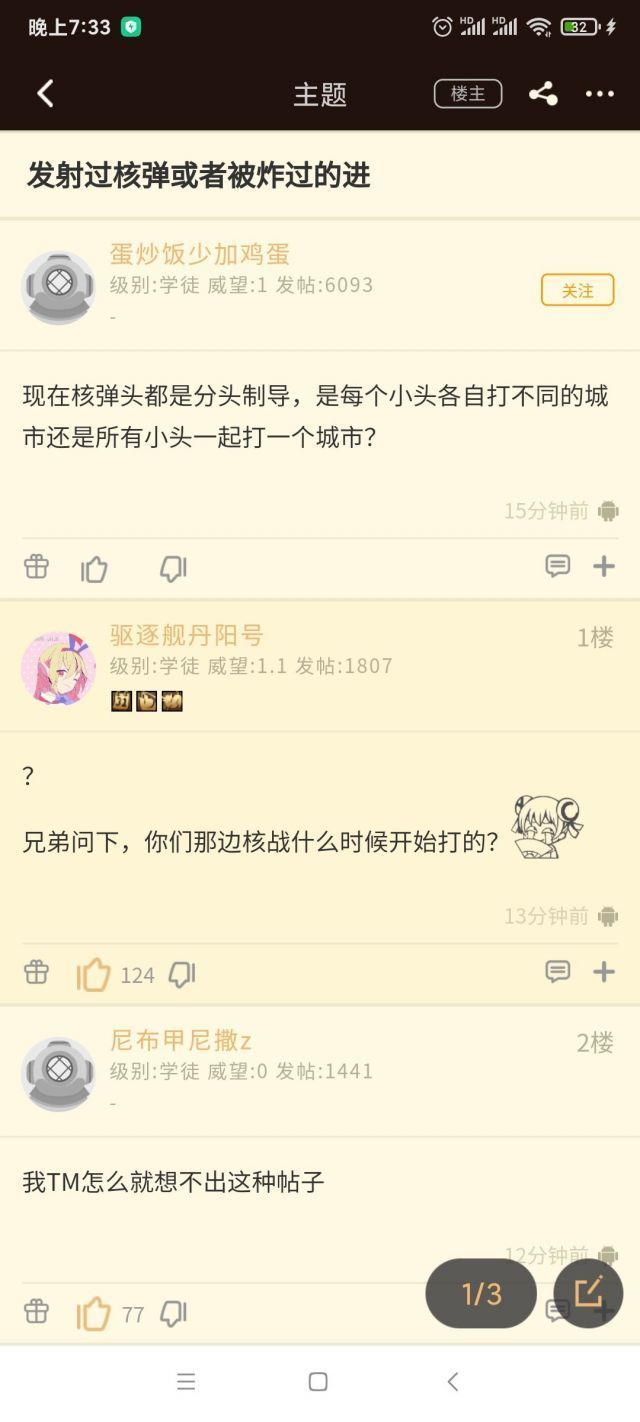 晚上7:33
HD HD 32
主题
楼主
发射过核弹或者被炸过的进
蛋炒饭少加鸡蛋
级别:学徒 威望:1 发帖:6093
-
关注
现在核弹头都是分头制导，是每个小头各自打不同的城
市还是所有小头一起打一个城市？
15分钟前
驱逐舰丹阳号
1楼
级别:学徒 威望:1.1 发帖:1807
？
兄弟问下，你们那边核战什么时候开始打的？
13分钟前
124
尼布甲尼撒z
2楼
级别:学徒 威望:0 发帖:1441
-
我TM怎么就想不出这种帖子
12分钟前
1/3
77